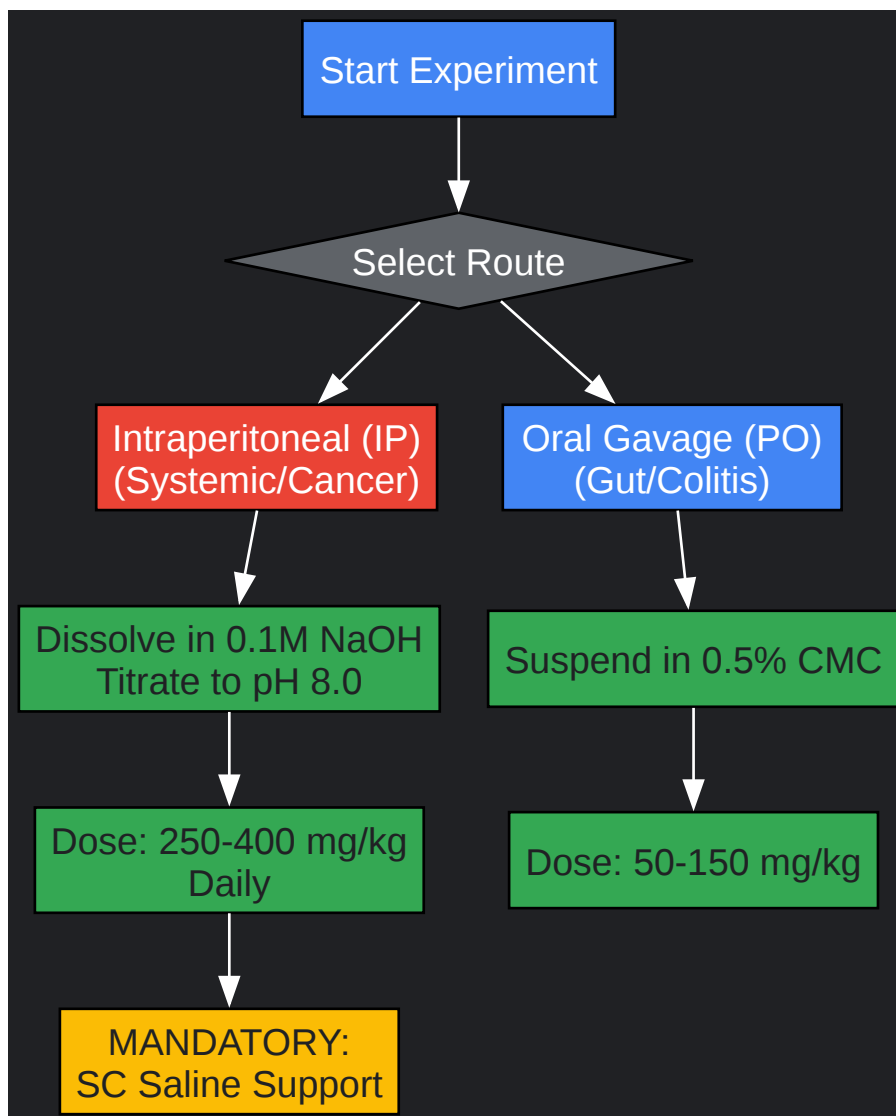 Start Experiment
Select Route
Intraperitoneal (IP)
(Systemic/Cancer)
Oral Gavage (PO)
(Gut/Colitis)
Dissolve in 0.1M NaOH
Titrate to pH 8.0
Suspend in 0.5% CMC
Dose: 250-400 mg/kg
Daily
Dose: 50-150 mg/kg
MANDATORY:
SC Saline Support